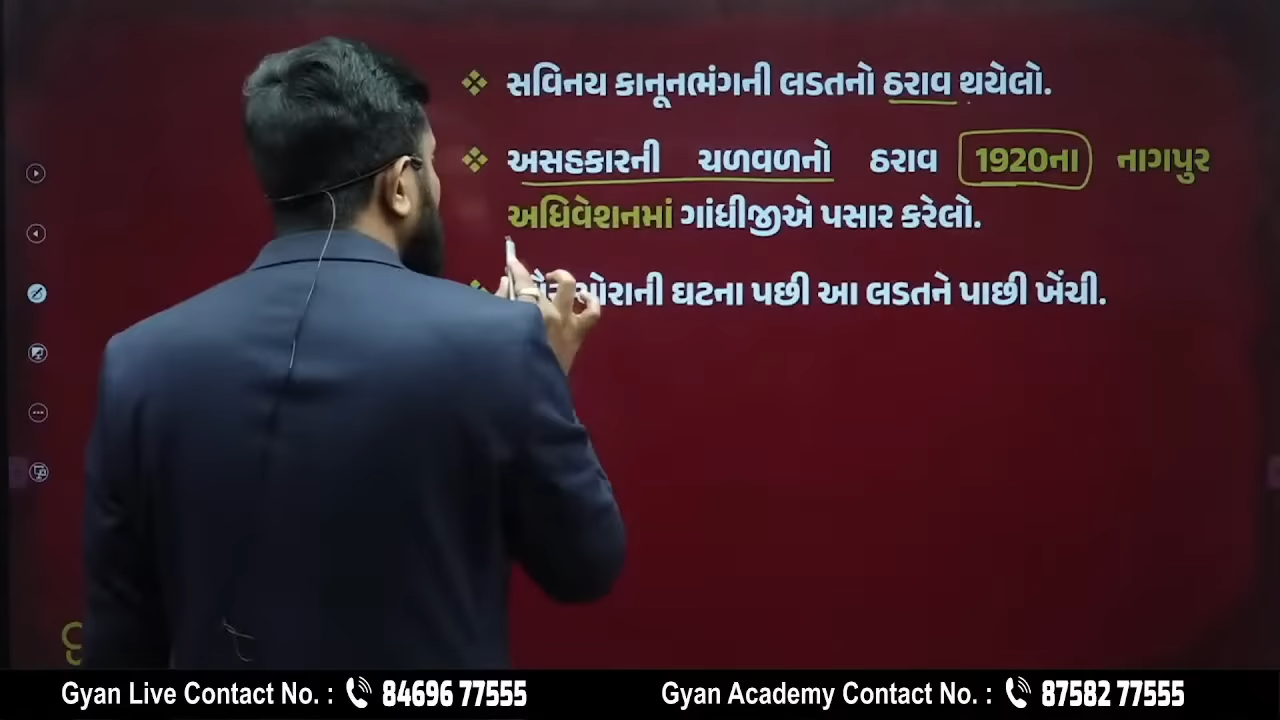 સવિનય કાનૂનભંગની લડતનો ઠરાવ થયેલો.
અસહકારની ચળવળનો ઠરાવ 1920ના નાગપુર
અધિવેશનમાં ગાંધીજીએ પસાર કરેલો.
ઘટના પછી આ લડતને પાછી ખેંચી.
Gyan Live Contact No. : 84696 77555
Gyan Academy Contact No. : 87582 77555